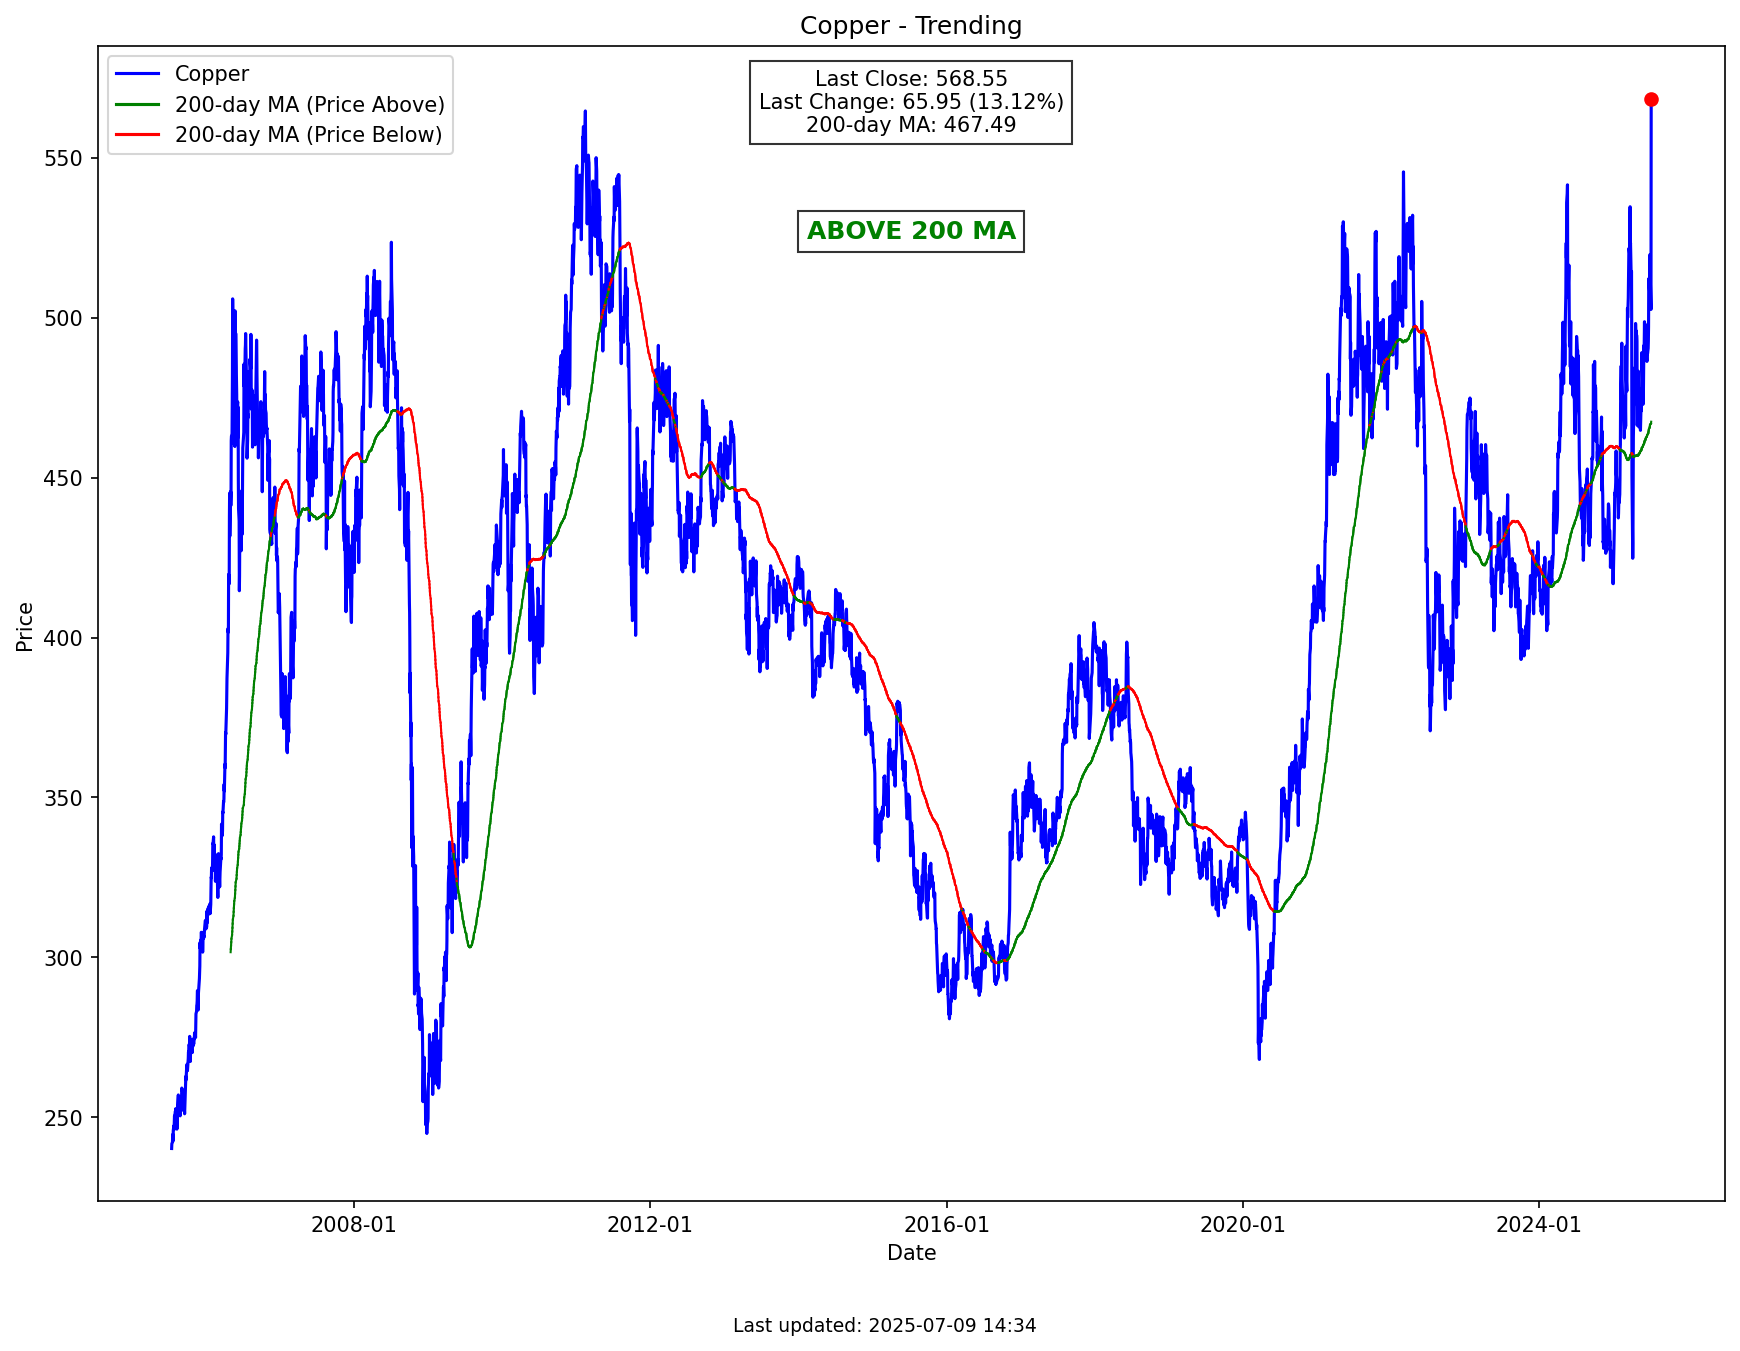 Copper - Trending
Copper
200-day MA (Price Above)
200-day MA (Price Below)
Last Close: 568.55
Last Change: 65.95 (13.12%)
200-day MA: 467.49
ABOVE 200 MA
Price
550
500
450
400
350
300
250
2008-01
2012-01
2016-01
2020-01
2024-01
Date
Last updated: 2025-07-09 14:34